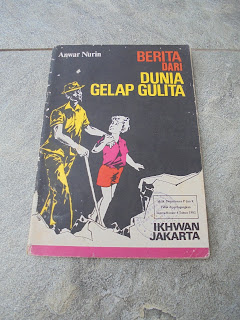 Anwar Nurin
BERITA
DARI
DUNIA
GELAP GULITA
IKHWAN
JAKARTA